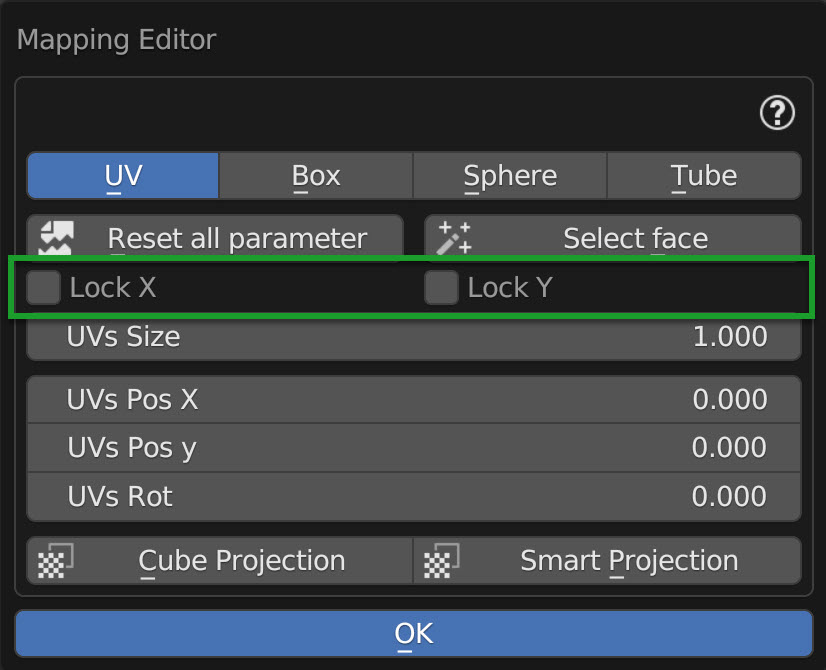 Mapping Editor
?
UV Box Sphere Tube
Reset all parameter Select face
Lock X Lock Y
UVs Size 1.000
UVs Pos X 0.000
UVs Pos y 0.000
UVs Rot 0.000
Cube Projection Smart Projection
OK